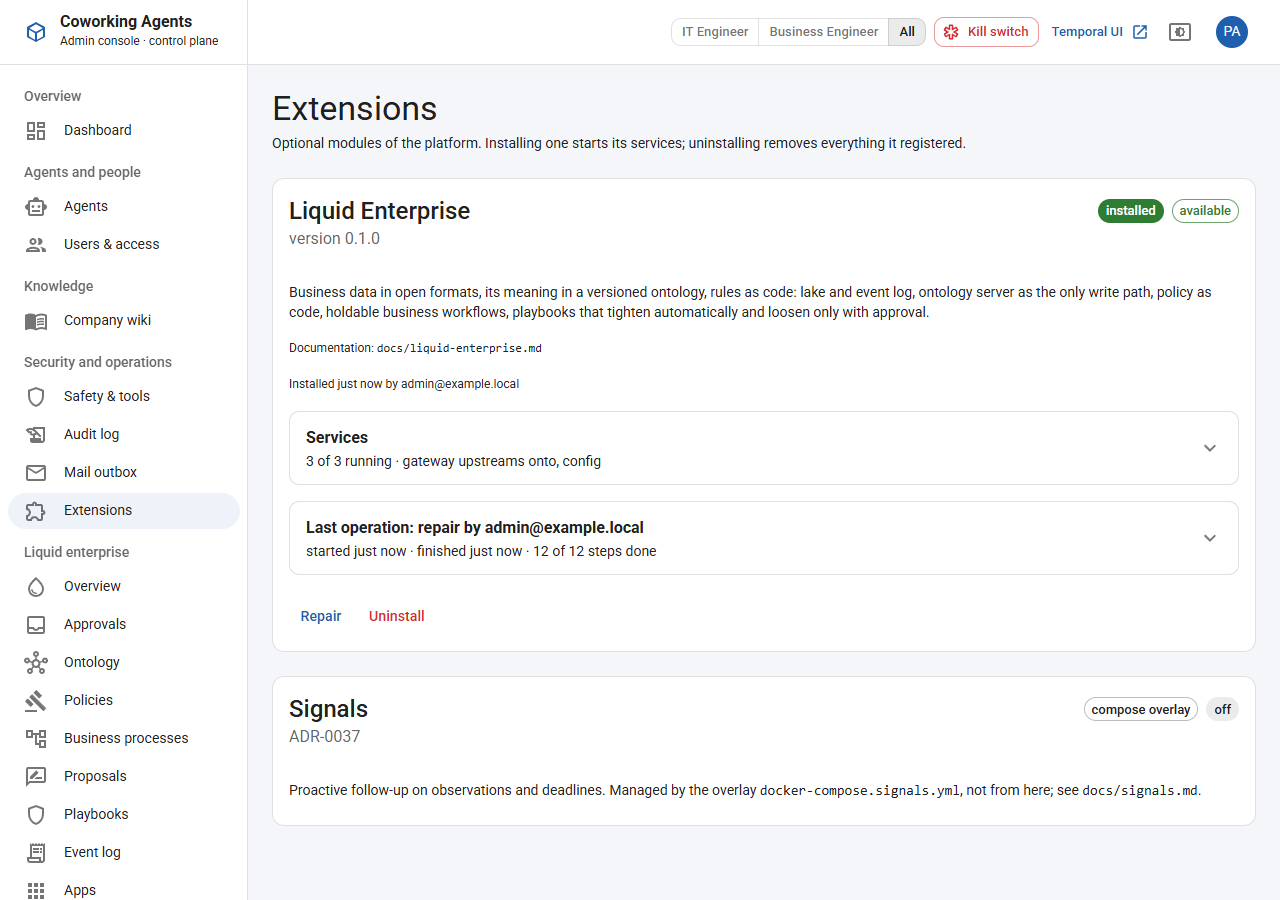 Coworking Agents
Admin console · control plane
IT Engineer
Business Engineer
All
Kill switch
Temporal UI
PA
Overview
Dashboard
Agents and people
Agents
Users & access
Knowledge
Company wiki
Security and operations
Safety & tools
Audit log
Mail outbox
Extensions
Liquid enterprise
Overview
Approvals
Ontology
Policies
Business processes
Proposals
Playbooks
Event log
Apps
Extensions
Optional modules of the platform. Installing one starts its services; uninstalling removes everything it registered.
Liquid Enterprise
installed
available
version 0.1.0
Business data in open formats, its meaning in a versioned ontology, rules as code: lake and event log, ontology server as the only write path, policy as
code, holdable business workflows, playbooks that tighten automatically and loosen only with approval.
Documentation: docs/liquid-enterprise.md
Installed just now by admin@example.local
Services
3 of 3 running · gateway upstreams onto, config
Last operation: repair by admin@example.local
started just now · finished just now · 12 of 12 steps done
Repair
Uninstall
Signals
compose overlay
off
ADR-0037
Proactive follow-up on observations and deadlines. Managed by the overlay docker-compose.signals.yml, not from here; see docs/signals.md.